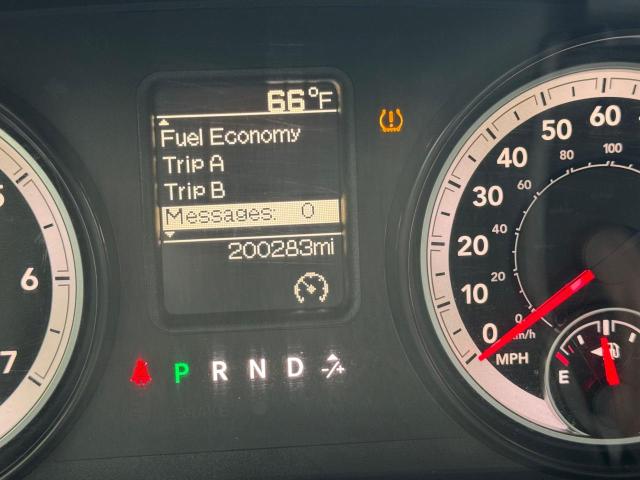 66°F
Fuel Economy
Trip A
Trip B
Messages: 0
200283mi
P R N D -/+
5
6
7
0
10
20
30
40
50
60
MPH
0
20
40
60
80
100
km/h
E